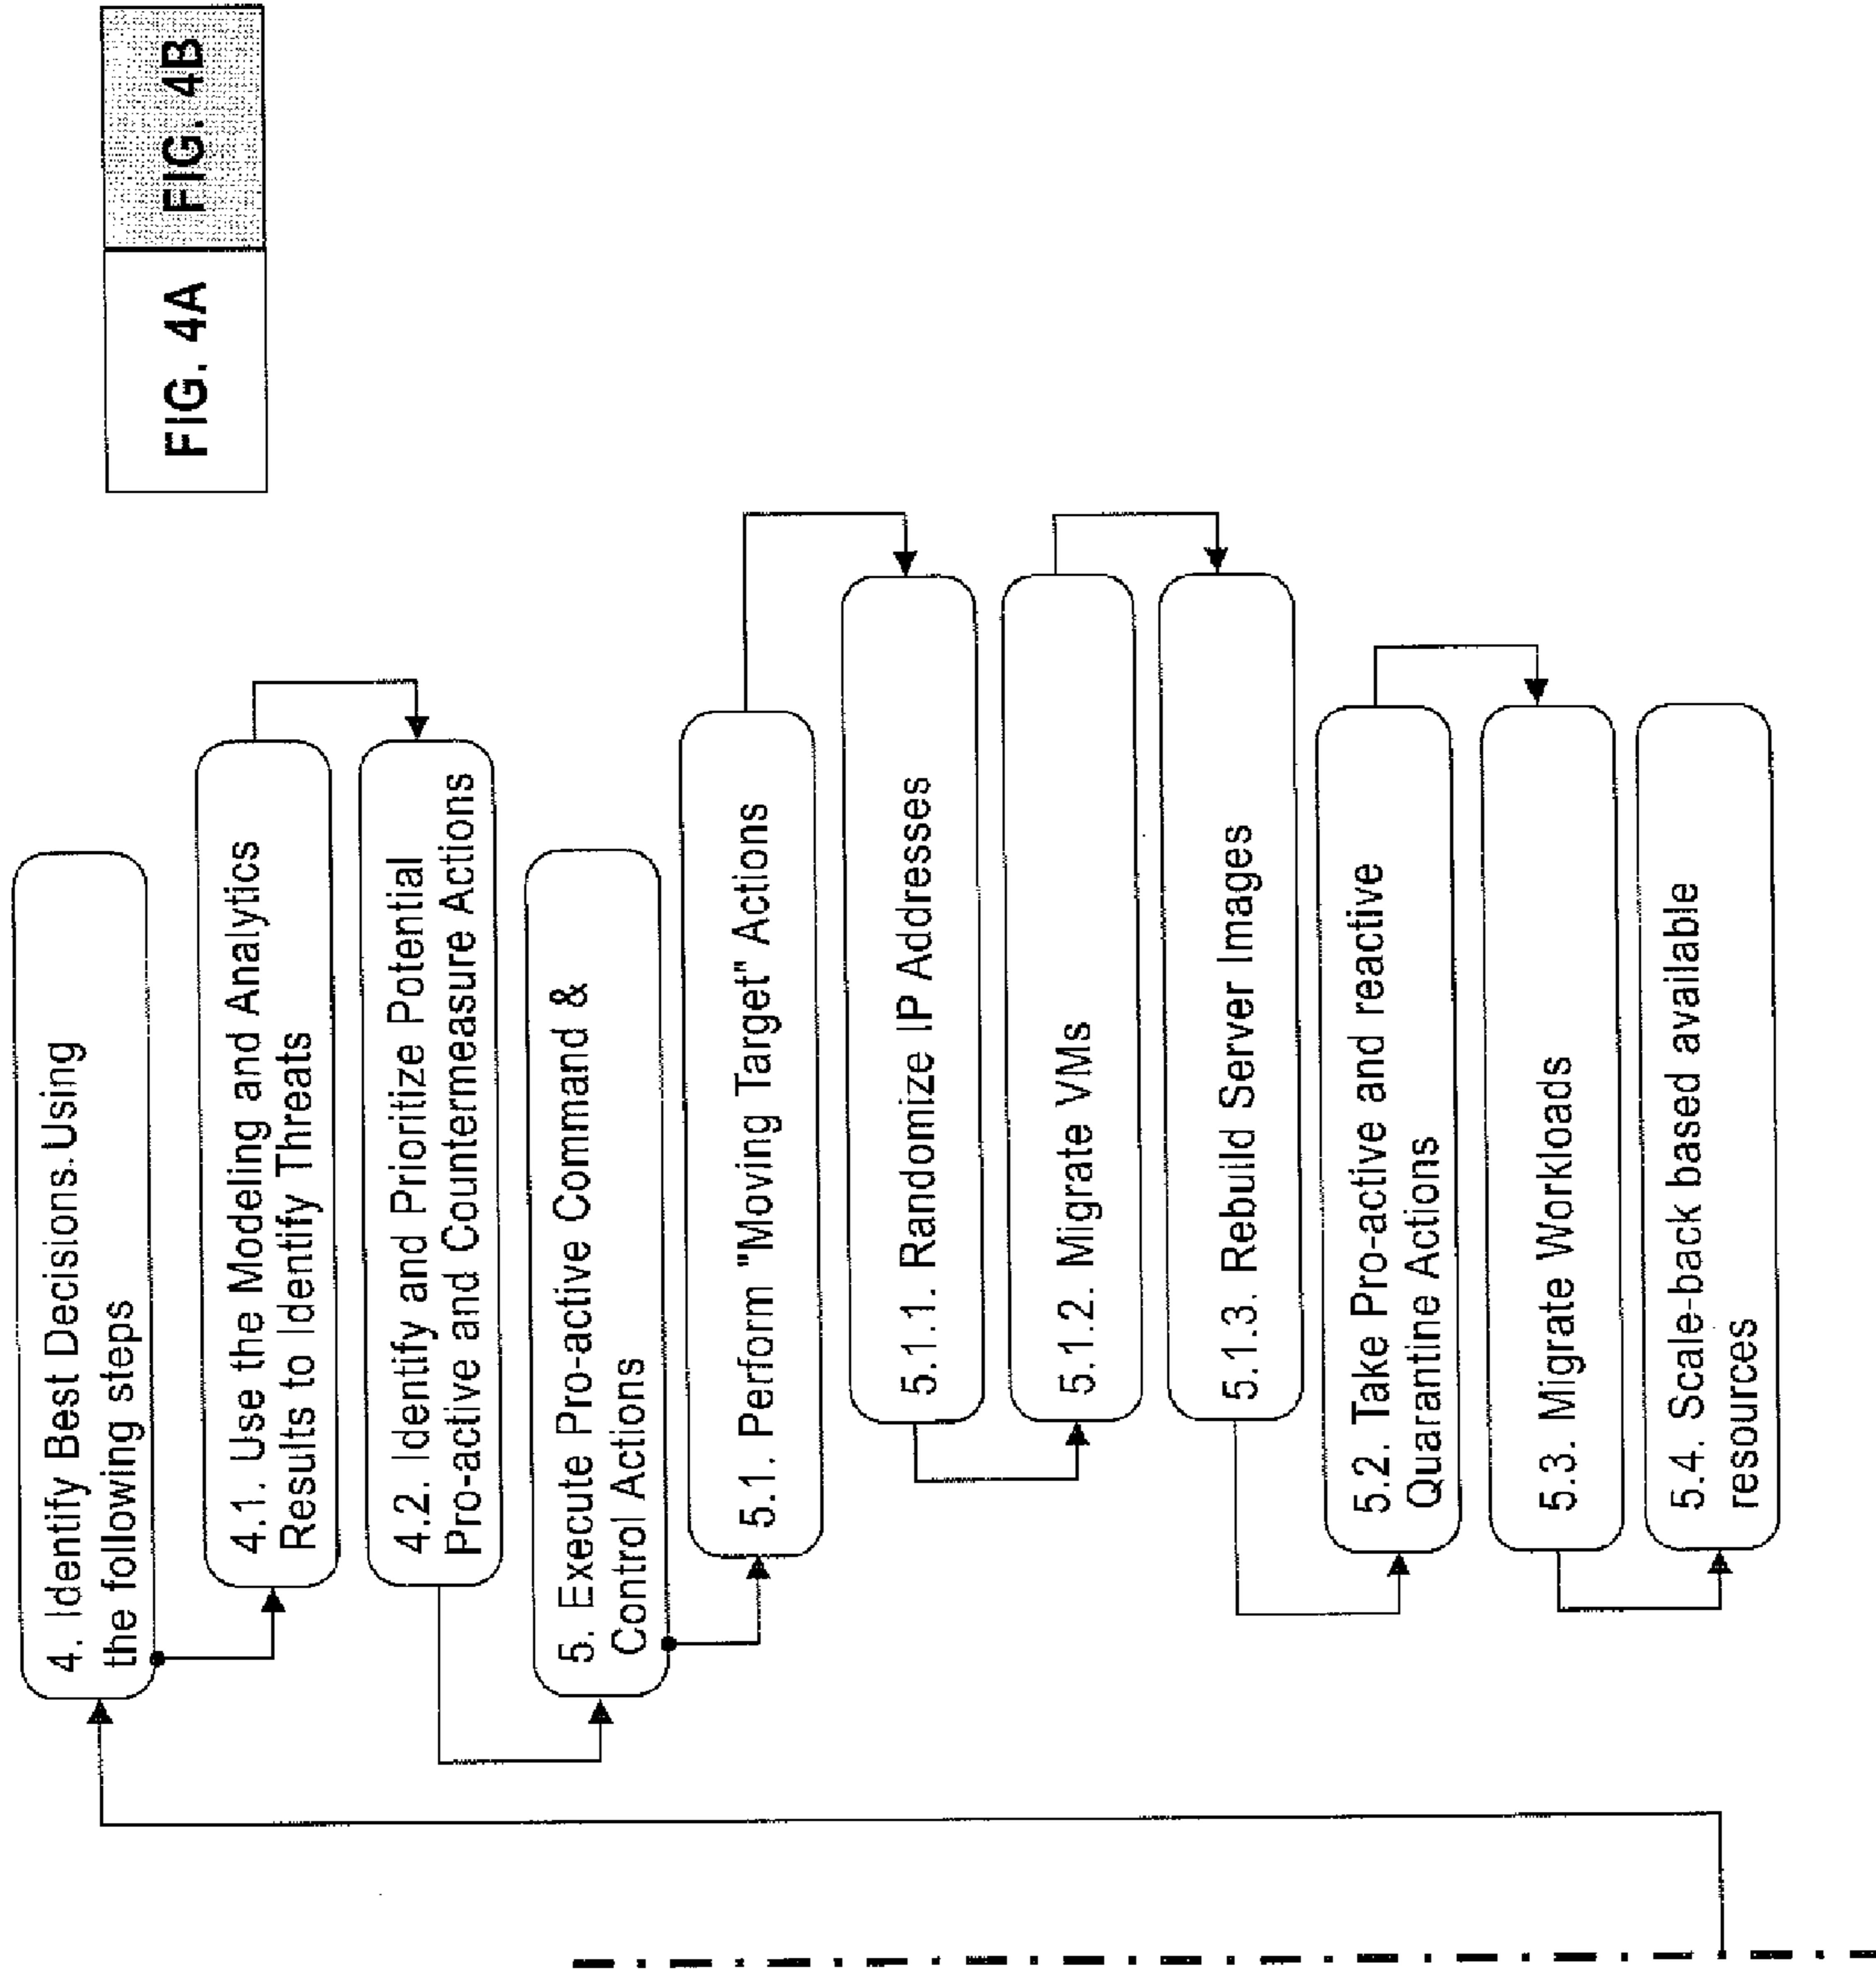 FIG. 4A
FIG. 4B
4. Identify Best Decisions Using
the following steps
4.1. Use the Modeling and Analytics
Results to Identify Threats
4.2. Identify and Prioritize Potential
Pro-active and Countermeasure Actions
5. Execute Pro-active Command &
Control Actions
5.1. Perform "Moving Target" Actions
5.1.1. Randomize IP Addresses
5.1.2. Migrate VMs
5.1.3. Rebuild Server Images
5.2. Take Pro-active and reactive
Quarantine Actions
5.3. Migrate Workloads
5.4. Scale-back based available
resources